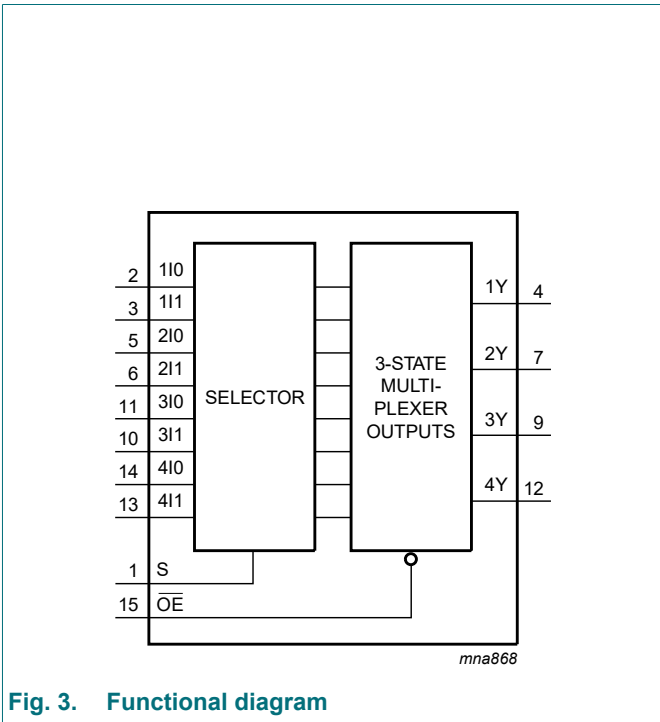 2 1I0
3 1I1
5 2I0
6 2I1
11 3I0
10 3I1
14 4I0
13 4I1
1 S
15 O̅E̅
SELECTOR
3-STATE
MULTI-
PLEXER
OUTPUTS
1Y 4
2Y 7
3Y 9
4Y 12
mna868
Fig. 3. Functional diagram